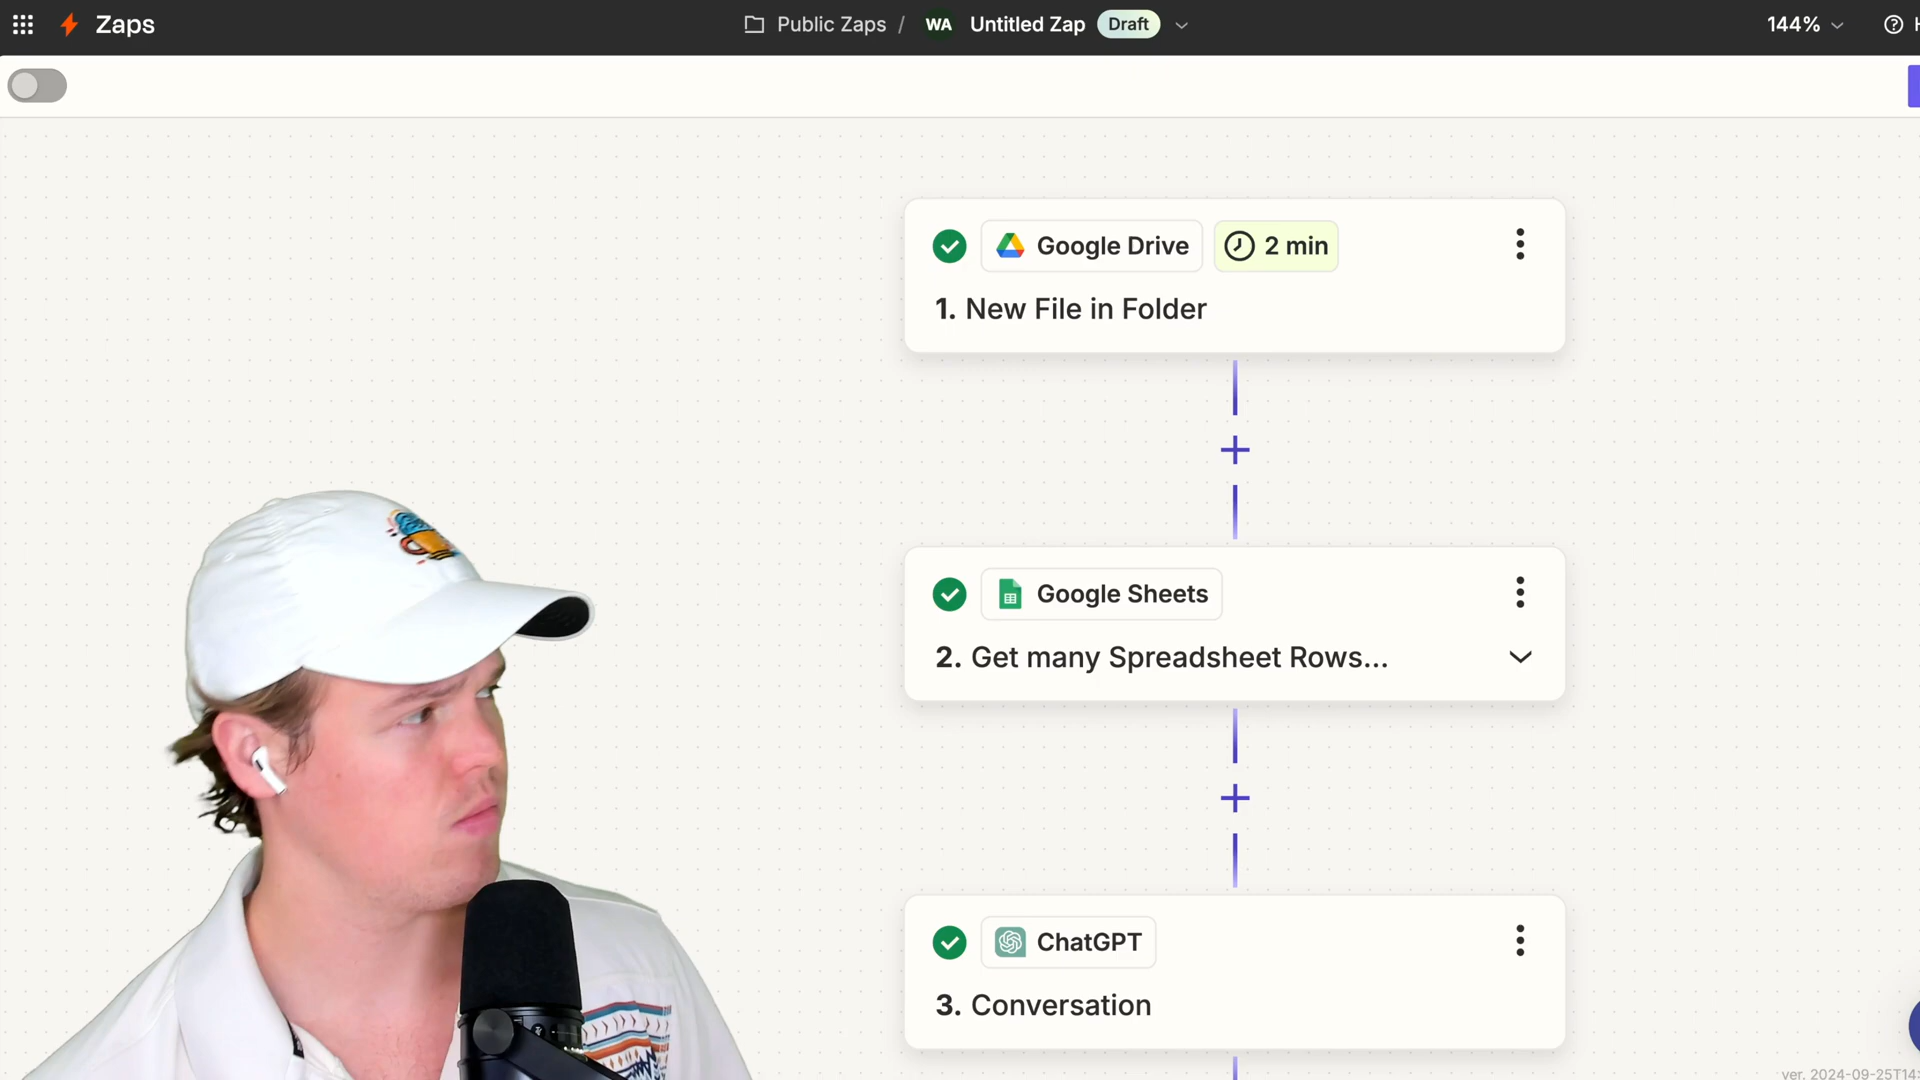 Zaps
Public Zaps / WA Untitled Zap Draft
144%
Google Drive 2 min
1. New File in Folder
Google Sheets
2. Get many Spreadsheet Rows...
ChatGPT
3. Conversation
ver. 2024-09-25T14: